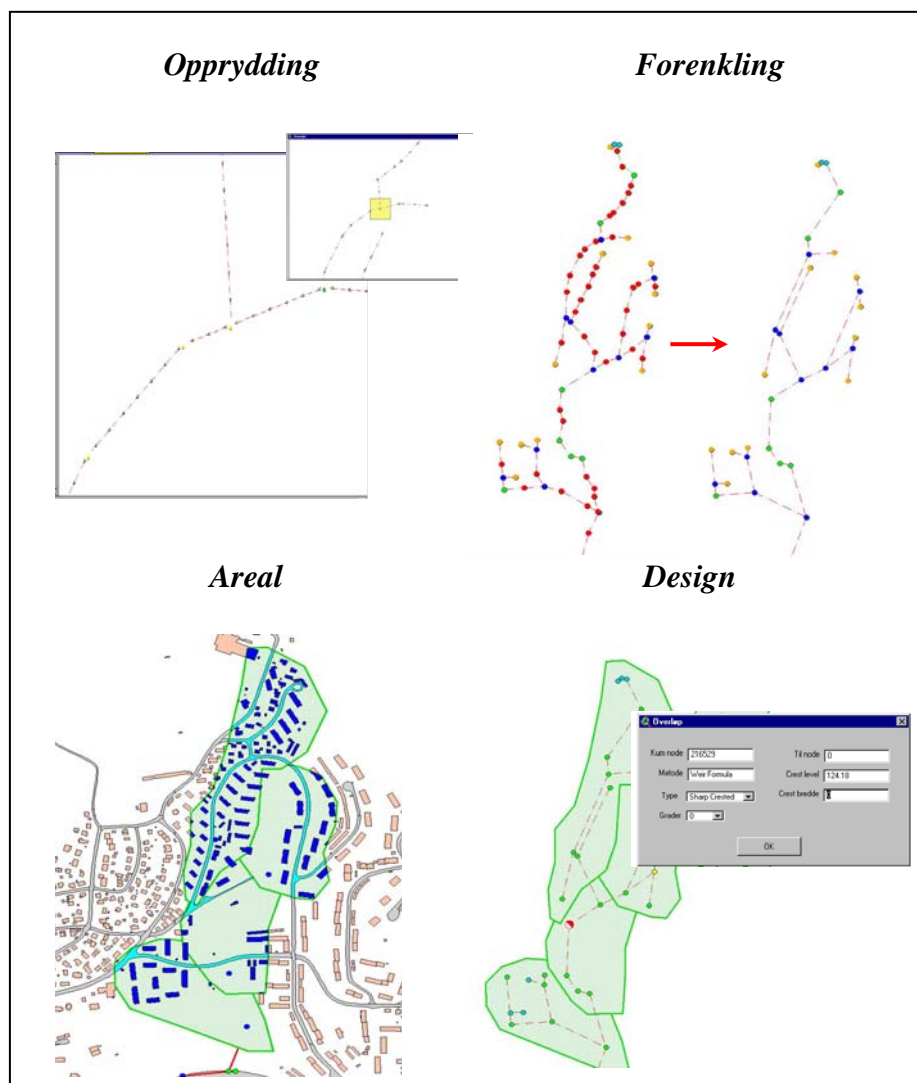 Opprydding
Forenkling
Areal
Design
Overløp
Kum node 216529
Til node 0
Metode Weir Formula
Crest level 124.18
Type Sharp Crested
Crest bredde
Grader 0
OK